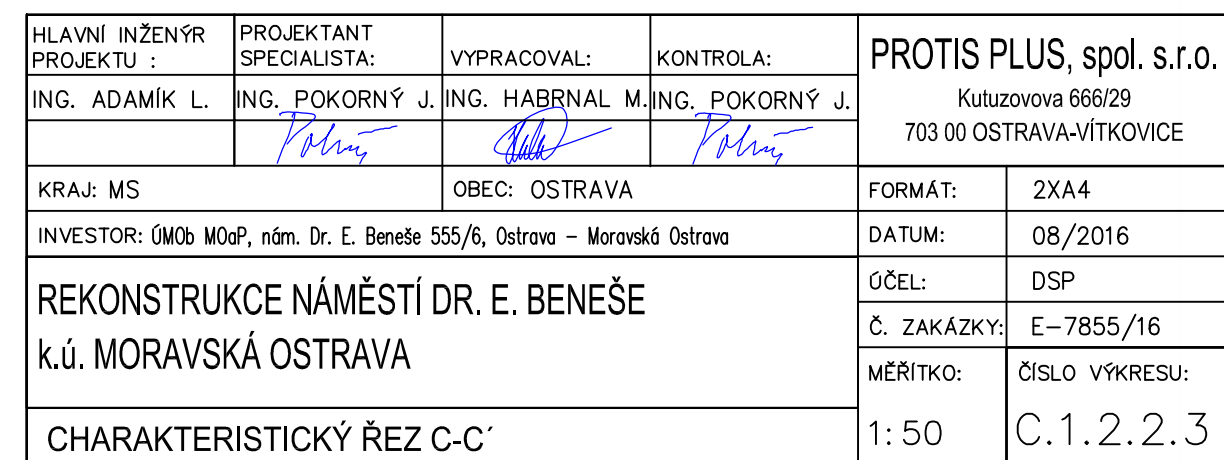 HLAVNÍ INŽENÝR PROJEKTANT
PROJEKTU : SPECIALISTA: VYPRACOVAL: KONTROLA:
ING. ADAMÍK L. ING. POKORNÝ J. ING. HABRNAL M. ING. POKORNÝ J.
PROTIS PLUS, spol. s.r.o.
Kutuzovova 666/29
703 00 OSTRAVA-VÍTKOVICE
KRAJ: MS OBEC: OSTRAVA
FORMÁT: 2XA4
INVESTOR: ÚMOb MOaP, nám. Dr. E. Beneše 555/6, Ostrava – Moravská Ostrava
DATUM: 08/2016
REKONSTRUKCE NÁMĚSTÍ DR. E. BENEŠE
k.ú. MORAVSKÁ OSTRAVA
ÚČEL: DSP
Č. ZAKÁZKY: E-7855/16
MĚŘÍTKO: ČÍSLO VÝKRESU:
CHARAKTERISTICKÝ ŘEZ C-C´
1:50 C.1.2.2.3